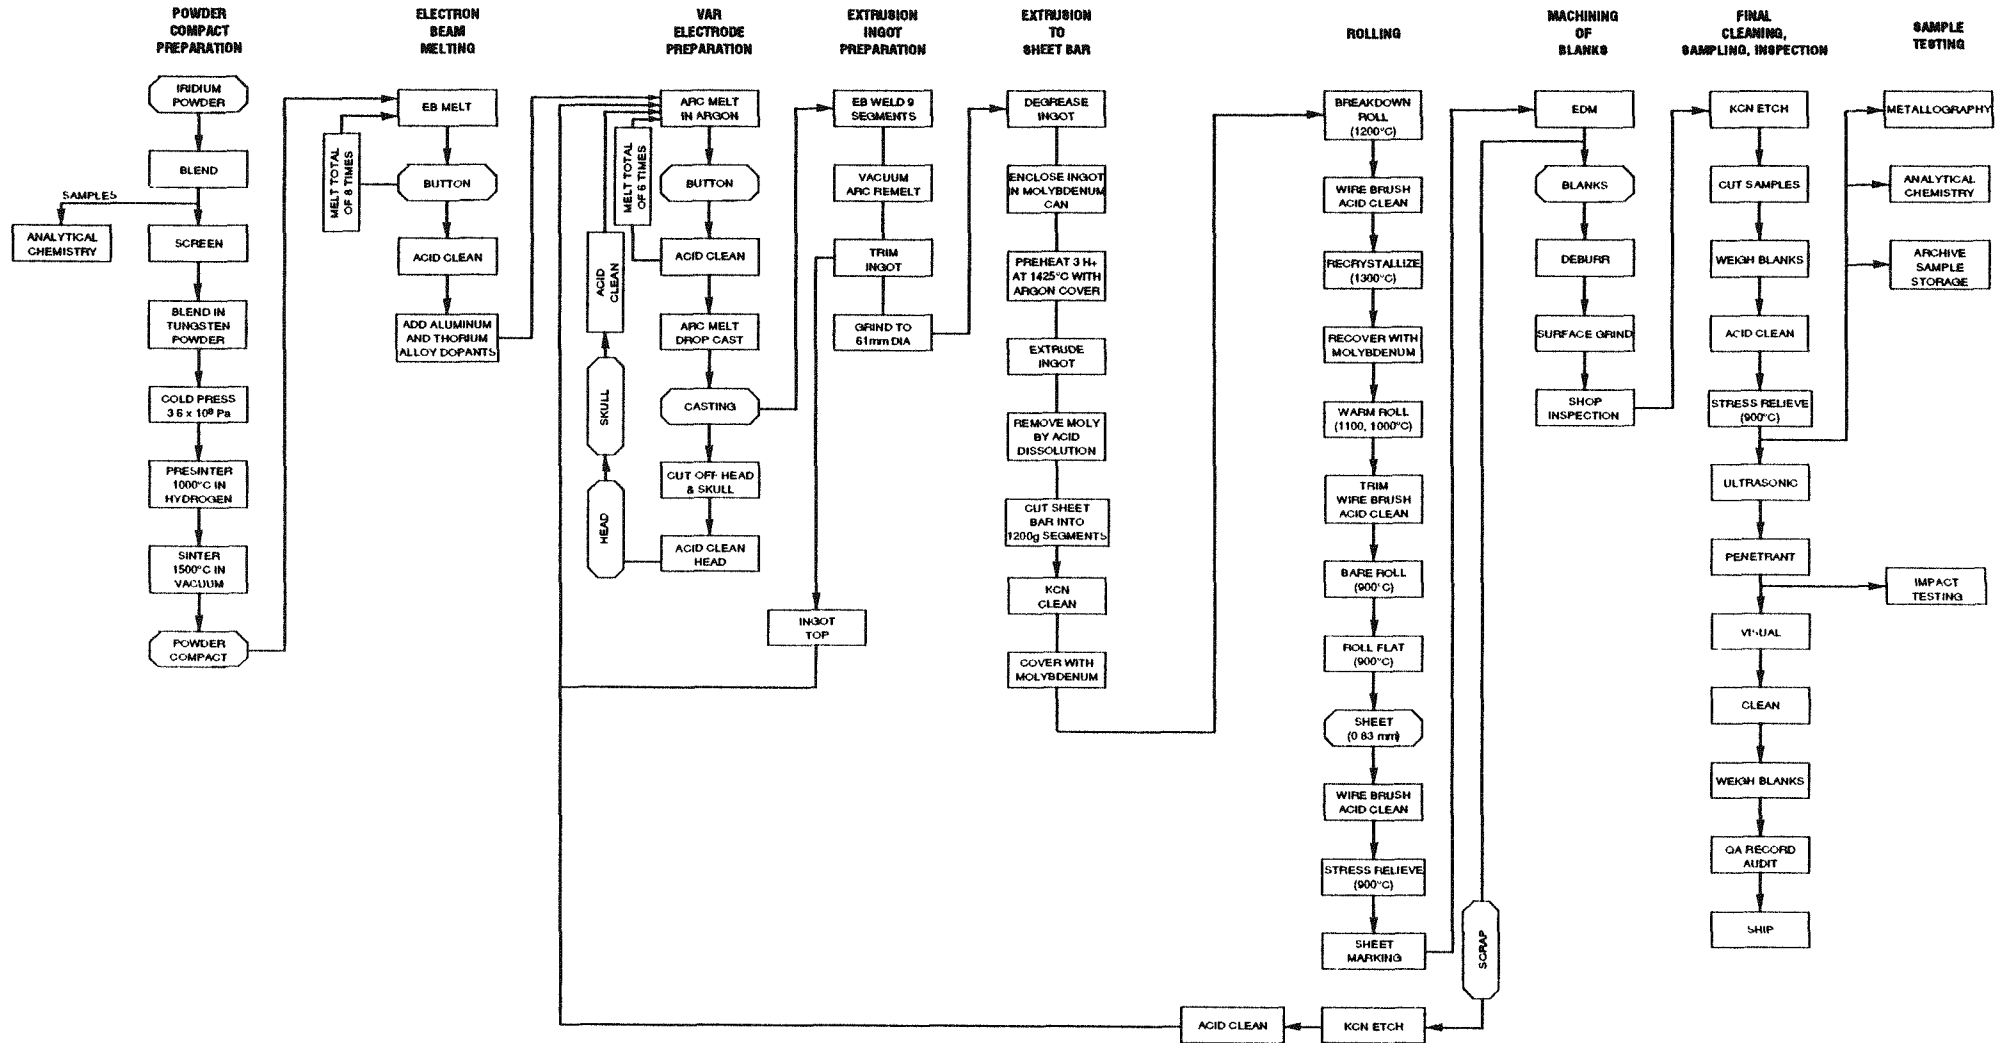 POWDER
COMPACT
PREPARATION
IRIDIUM
POWDER
BLEND
SAMPLES
ANALYTICAL
CHEMISTRY
SCREEN
BLEND IN
TUNGSTEN
POWDER
COLD PRESS
3 6 x 10⁸ Pa
PRESINTER
1000°C IN
HYDROGEN
SINTER
1500°C IN
VACUUM
POWDER
COMPACT
ELECTRON
BEAM
MELTING
EB MELT
MELT TOTAL
OF 8 TIMES
BUTTON
ACID CLEAN
ADD ALUMINUM
AND THORIUM
ALLOY DOPANTS
VAR
ELECTRODE
PREPARATION
ARC MELT
IN ARGON
MELT TOTAL
OF 6 TIMES
BUTTON
ACID CLEAN
ACID
CLEAN
ARC MELT
DROP CAST
SKULL
CASTING
CUT OFF HEAD
& SKULL
HEAD
ACID CLEAN
HEAD
EXTRUSION
INGOT
PREPARATION
EB WELD 9
SEGMENTS
VACUUM
ARC REMELT
TRIM
INGOT
GRIND TO
61mm DIA
INGOT
TOP
EXTRUSION
TO
SHEET BAR
DEGREASE
INGOT
ENCLOSE INGOT
IN MOLYBDENUM
CAN
PREHEAT 3 H+
AT 1425°C WITH
ARGON COVER
EXTRUDE
INGOT
REMOVE MOLY
BY ACID
DISSOLUTION
CUT SHEET
BAR INTO
1200g SEGMENTS
KCN
CLEAN
COVER WITH
MOLYBDENUM
ROLLING
BREAKDOWN
ROLL
(1200°C)
WIRE BRUSH
ACID CLEAN
RECRYSTALLIZE
(1300°C)
RECOVER WITH
MOLYBDENUM
WARM ROLL
(1100, 1000°C)
TRIM
WIRE BRUSH
ACID CLEAN
BARE ROLL
(900°C)
ROLL FLAT
(900°C)
SHEET
(0 83 mm)
WIRE BRUSH
ACID CLEAN
STRESS RELIEVE
(900°C)
SHEET
MARKING
MACHINING
OF
BLANKS
EDM
BLANKS
DEBURR
SURFACE GRIND
SHOP
INSPECTION
SCRAP
KCN ETCH
ACID CLEAN
FINAL
CLEANING,
SAMPLING, INSPECTION
KCN ETCH
CUT SAMPLES
WEIGH BLANKS
ACID CLEAN
STRESS RELIEVE
(900°C)
ULTRASONIC
PENETRANT
VISUAL
CLEAN
WEIGH BLANKS
QA RECORD
AUDIT
SHIP
SAMPLE
TESTING
METALLOGRAPHY
ANALYTICAL
CHEMISTRY
ARCHIVE
SAMPLE
STORAGE
IMPACT
TESTING